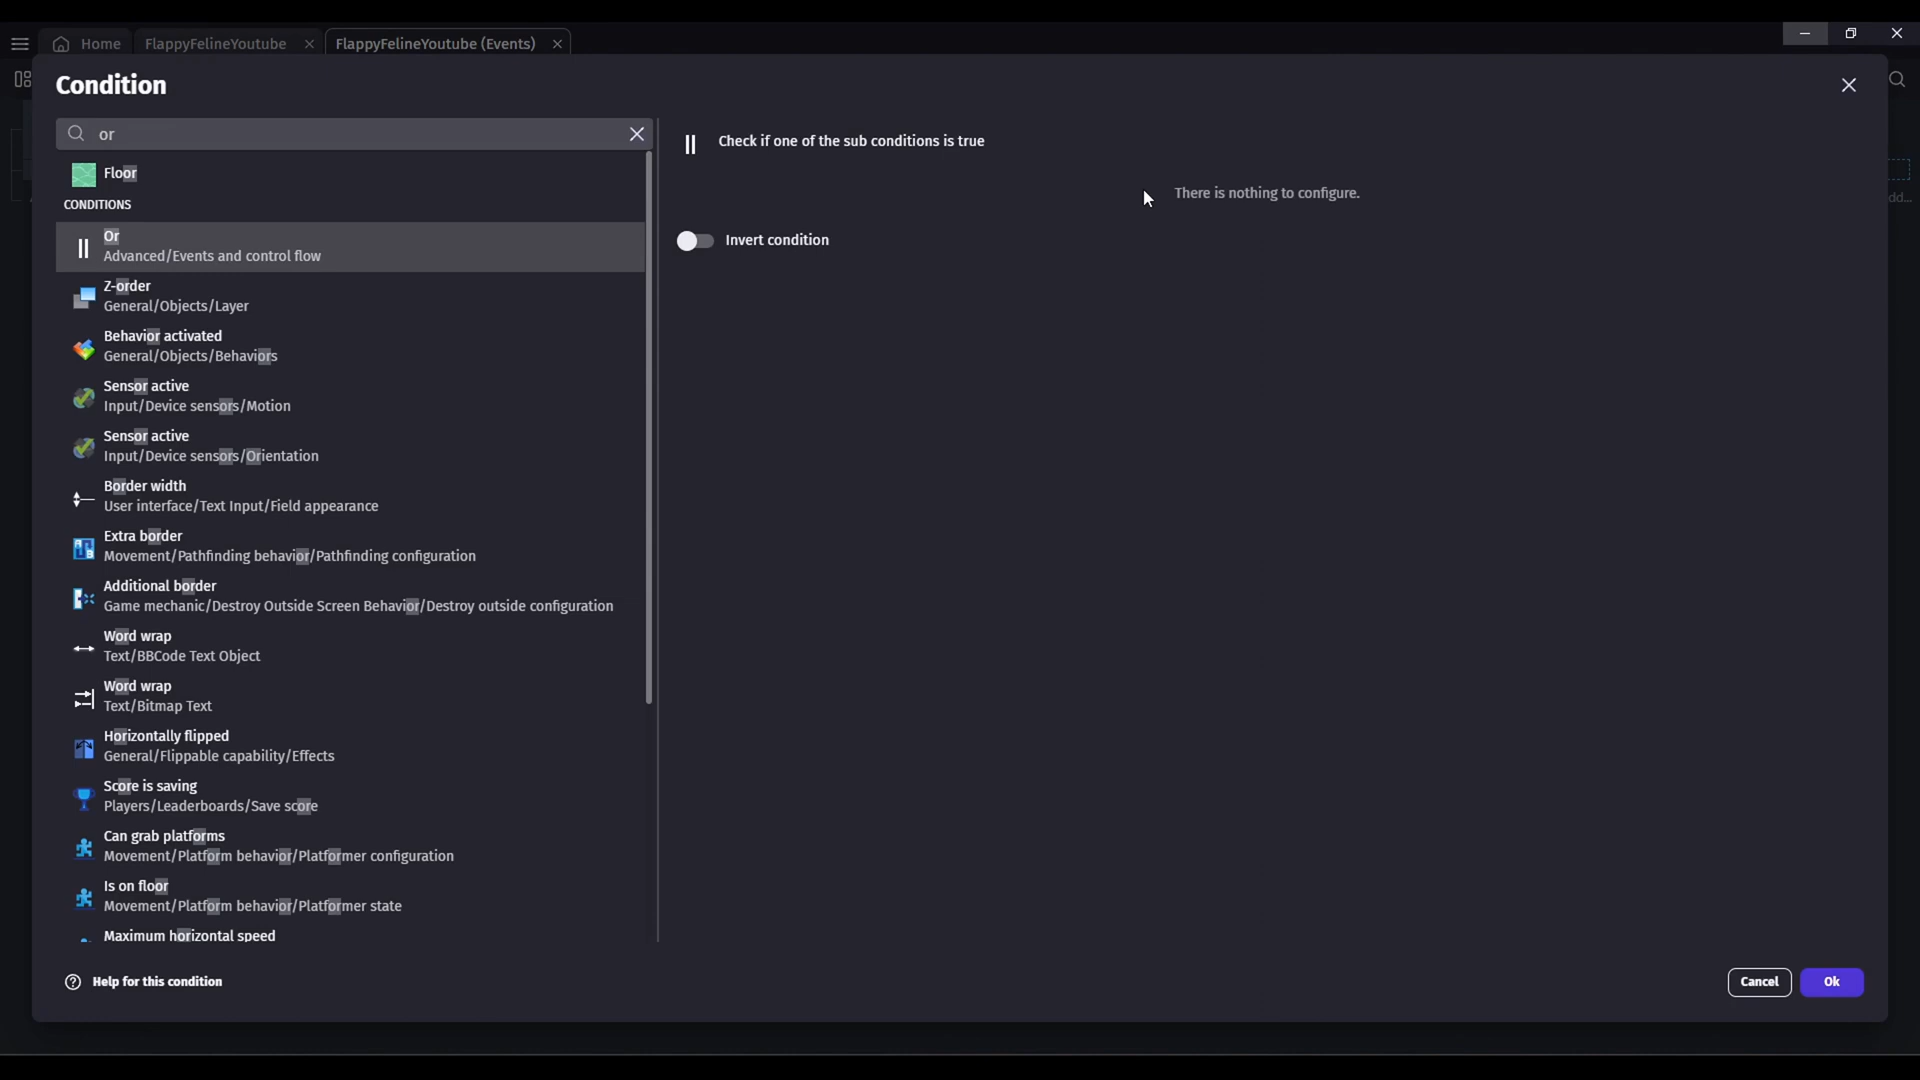 Home
FlappyFelineYoutube
FlappyFelineYoutube (Events)
Condition
or
Floor
CONDITIONS
Or
Advanced/Events and control flow
Z-order
General/Objects/Layer
Behavior activated
General/Objects/Behaviors
Sensor active
Input/Device sensors/Motion
Sensor active
Input/Device sensors/Orientation
Border width
User interface/Text Input/Field appearance
Extra border
Movement/Pathfinding behavior/Pathfinding configuration
Additional border
Game mechanic/Destroy Outside Screen Behavior/Destroy outside configuration
Word wrap
Text/BBCode Text Object
Word wrap
Text/Bitmap Text
Horizontally flipped
General/Flippable capability/Effects
Score is saving
Players/Leaderboards/Save score
Can grab platforms
Movement/Platform behavior/Platformer configuration
Is on floor
Movement/Platform behavior/Platformer state
Maximum horizontal speed
Check if one of the sub conditions is true
There is nothing to configure.
Invert condition
dd...
Help for this condition
Cancel
Ok